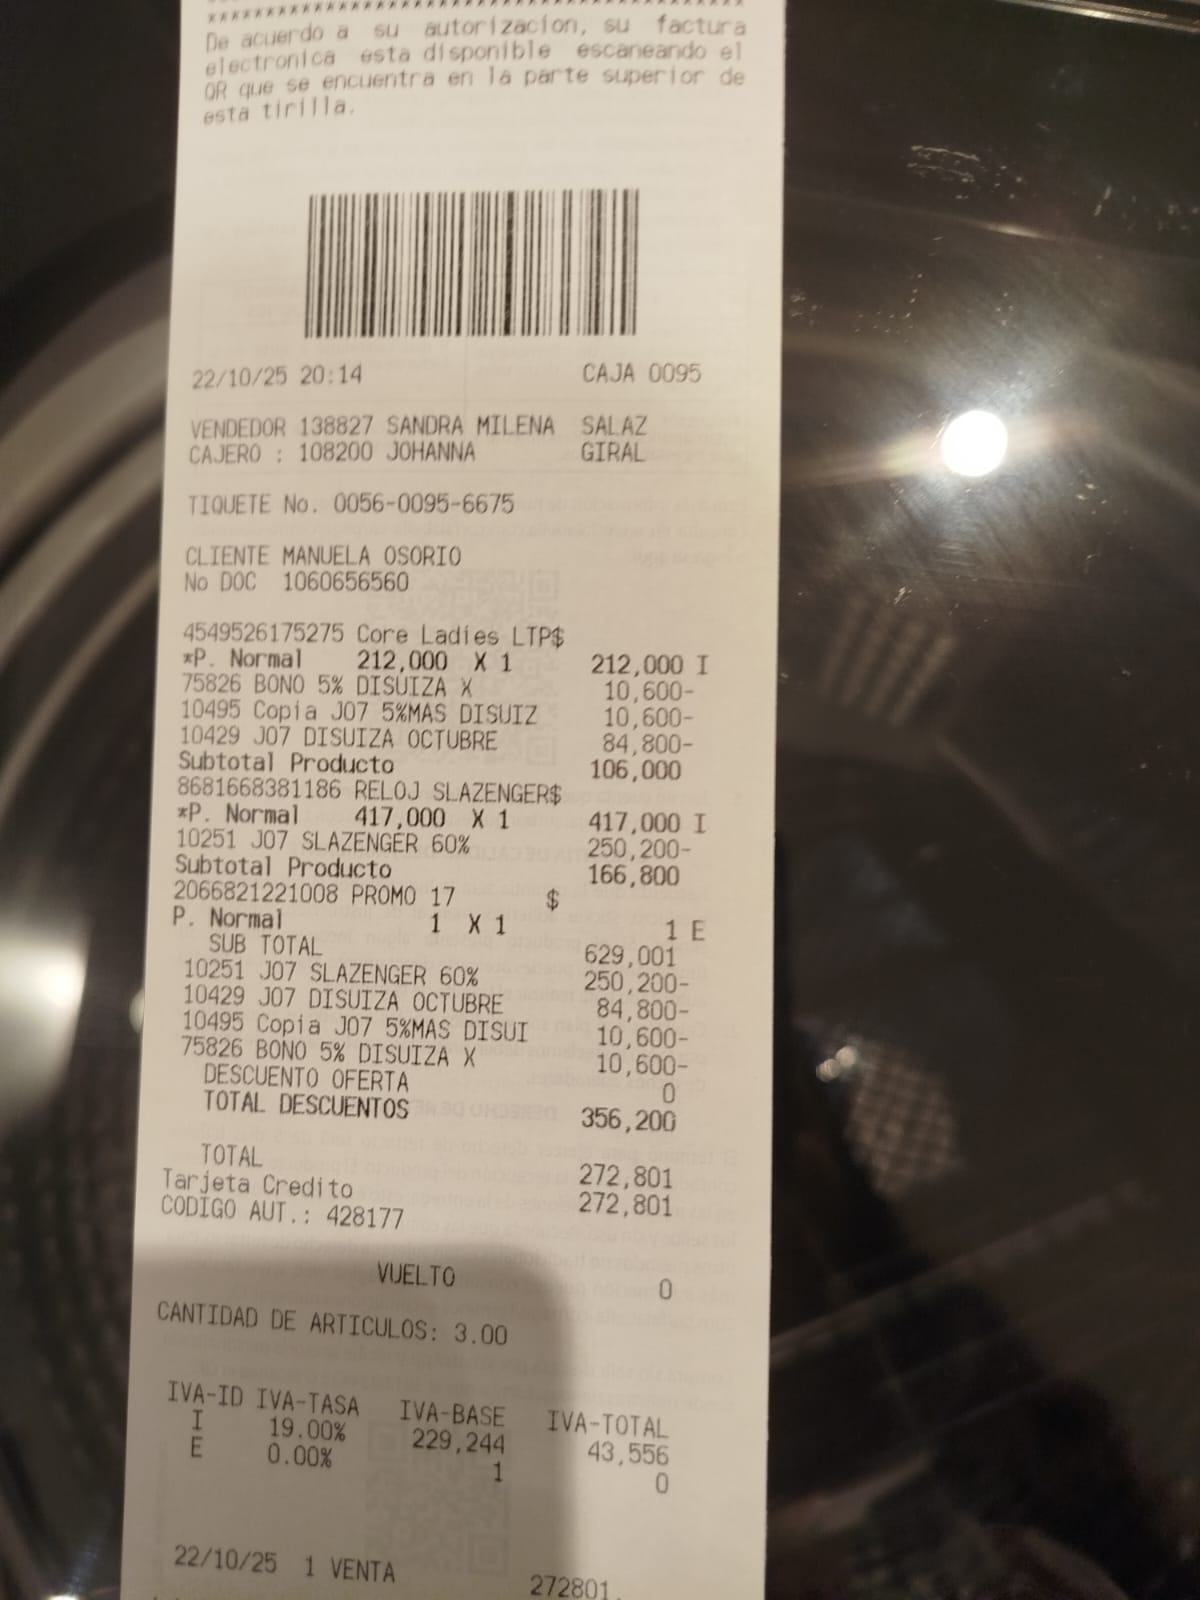 ****************************************
De acuerdo a su autorizacion, su factura
electronica esta disponible escaneando el
QR que se encuentra en la parte superior de
esta tirilla.
22/10/25 20:14 CAJA 0095
VENDEDOR 138827 SANDRA MILENA SALAZ
CAJERO : 108200 JOHANNA GIRAL
TIQUETE No. 0056-0095-6675
CLIENTE MANUELA OSORIO
No DOC 1060656560
4549526175275 Core Ladies LTP$
*P. Normal 212,000 X 1 212,000 I
75826 BONO 5% DISUIZA X 10,600-
10495 Copia J07 5%MAS DISUIZ 10,600-
10429 J07 DISUIZA OCTUBRE 84,800-
Subtotal Producto 106,000
8681668381186 RELOJ SLAZENGER$
*P. Normal 417,000 X 1 417,000 I
10251 J07 SLAZENGER 60% 250,200-
Subtotal Producto 166,800
2066821221008 PROMO 17 $
P. Normal 1 X 1 1 E
SUB TOTAL 629,001
10251 J07 SLAZENGER 60% 250,200-
10429 J07 DISUIZA OCTUBRE 84,800-
10495 Copia J07 5%MAS DISUI 10,600-
75826 BONO 5% DISUIZA X 10,600-
DESCUENTO OFERTA 0
TOTAL DESCUENTOS 356,200
TOTAL 272,801
Tarjeta Credito 272,801
CODIGO AUT.: 428177
VUELTO 0
CANTIDAD DE ARTICULOS: 3.00
IVA-ID IVA-TASA IVA-BASE IVA-TOTAL
I 19.00% 229,244 43,556
E 0.00% 1 0
22/10/25 1 VENTA 272801.